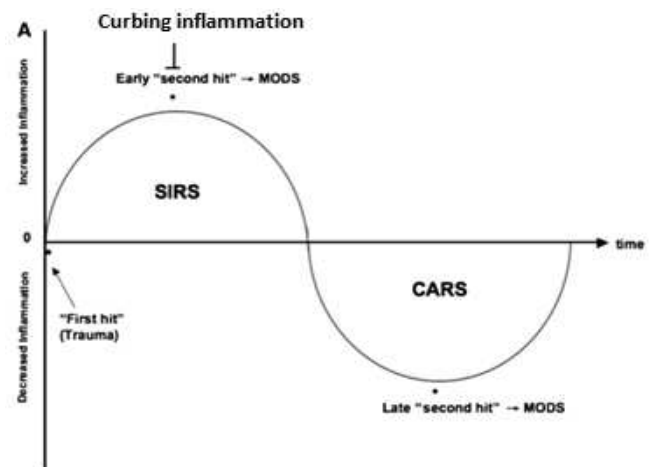 Curbing inflammation
A
Early “second hit” → MODS
Increased Inflammation
SIRS
0
time
CARS
“First hit”
(Trauma)
Decreased Inflammation
Late “second hit” → MODS